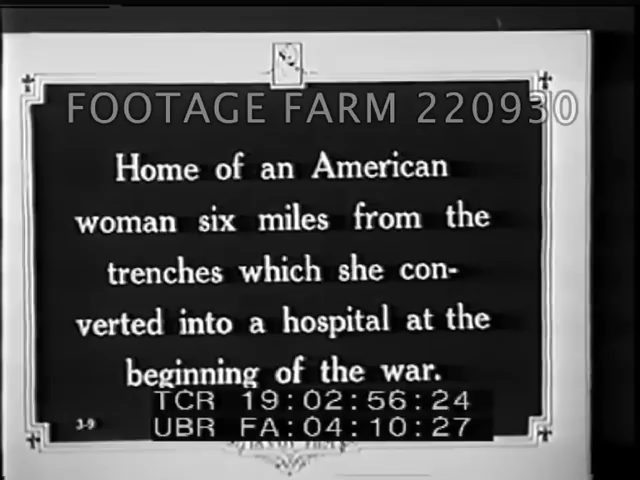 FOOTAGE FARM 220930
Home of an American
woman six miles from the
trenches which she con-
verted into a hospital at the
beginning of the war.
TCR 19:02:56:24
3-9
UBR FA:04:10:27